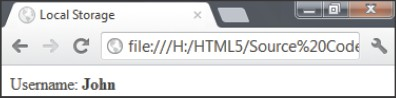 Local Storage
file:///H:/HTML5/Source%20Code
Username: John